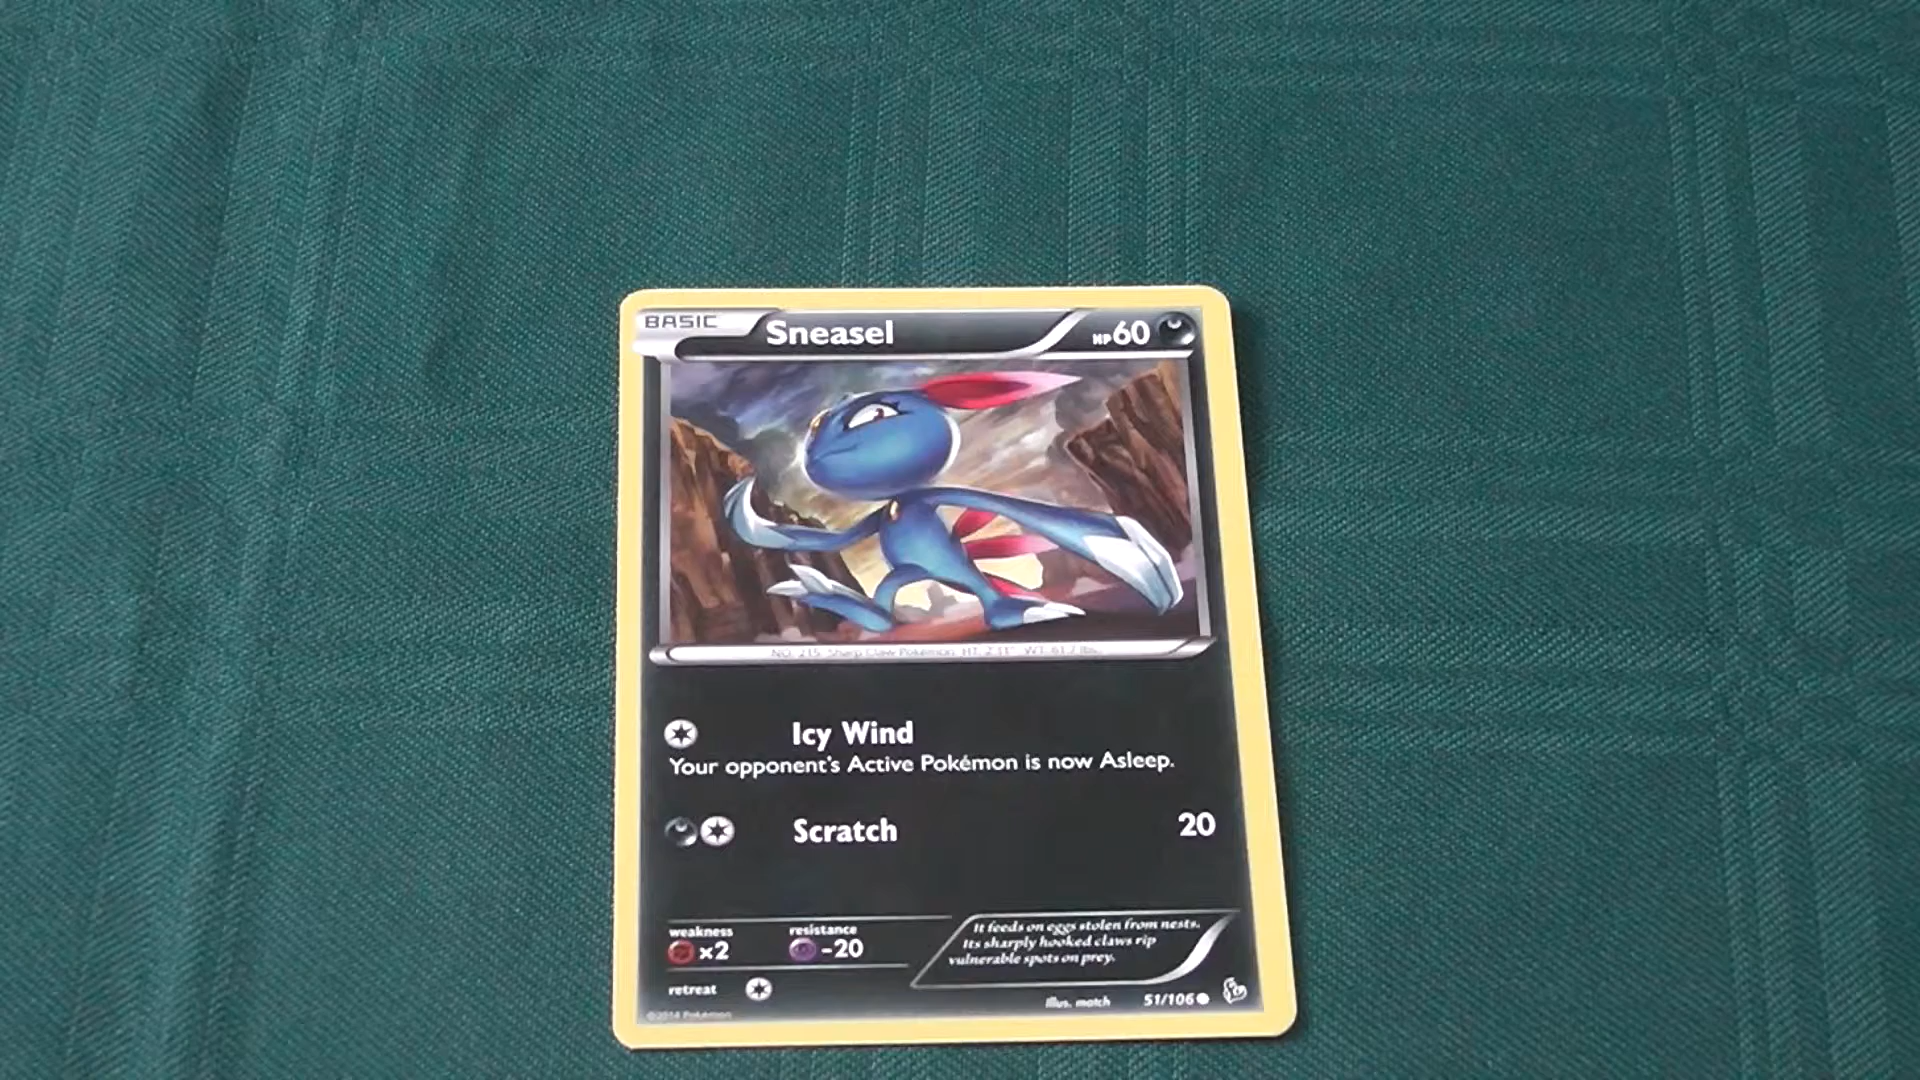 BASIC Sneasel HP60
NO. 215 Sharp Claw Pokémon HT: 2'11" WT: 61.7 lbs.
Icy Wind
Your opponent's Active Pokémon is now Asleep.
Scratch 20
weakness resistance
×2 -20
It feeds on eggs stolen from nests.
Its sharply hooked claws rip
vulnerable spots on prey.
retreat
Illus. match 51/106
©2014 Pokémon